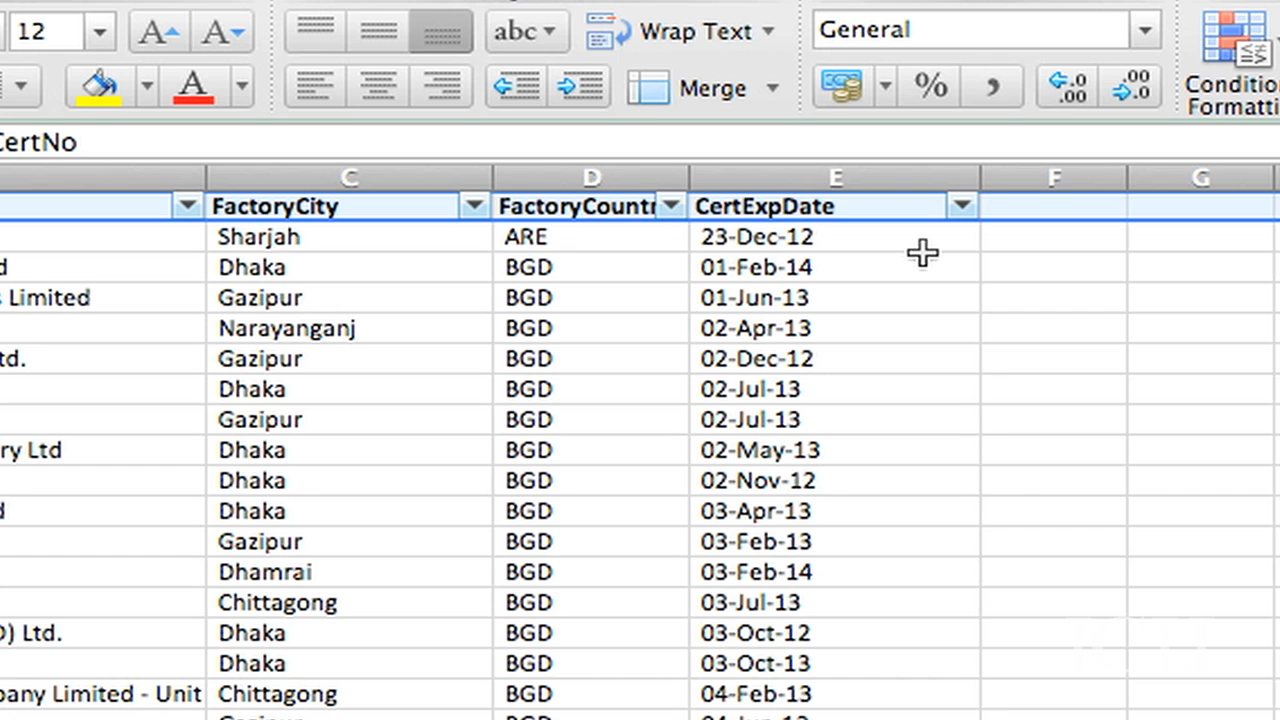 12 A A abc Wrap Text General
A Merge % , .0 .00 .00 .0 Conditio
Formatti
CertNo
C D E F G
FactoryCity FactoryCountr CertExpDate
Sharjah ARE 23-Dec-12
d Dhaka BGD 01-Feb-14
s Limited Gazipur BGD 01-Jun-13
Narayanganj BGD 02-Apr-13
td. Gazipur BGD 02-Dec-12
Dhaka BGD 02-Jul-13
Gazipur BGD 02-Jul-13
ry Ltd Dhaka BGD 02-May-13
Dhaka BGD 02-Nov-12
d Dhaka BGD 03-Apr-13
Gazipur BGD 03-Feb-13
Dhamrai BGD 03-Feb-14
Chittagong BGD 03-Jul-13
D) Ltd. Dhaka BGD 03-Oct-12
Dhaka BGD 03-Oct-13
pany Limited - Unit Chittagong BGD 04-Feb-13